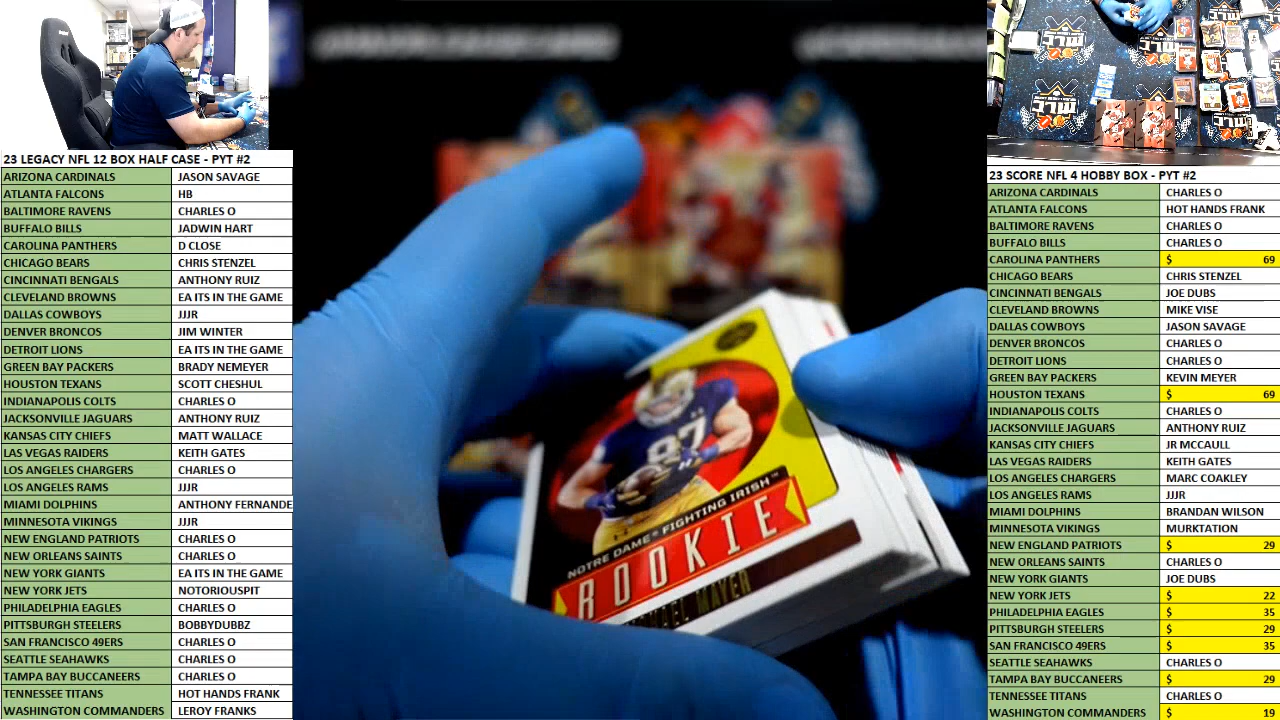 23 LEGACY NFL 12 BOX HALF CASE - PYT #2
ARIZONA CARDINALS JASON SAVAGE
ATLANTA FALCONS HB
BALTIMORE RAVENS CHARLES O
BUFFALO BILLS JADWIN HART
CAROLINA PANTHERS D CLOSE
CHICAGO BEARS CHRIS STENZEL
CINCINNATI BENGALS ANTHONY RUIZ
CLEVELAND BROWNS EA ITS IN THE GAME
DALLAS COWBOYS JJJR
DENVER BRONCOS JIM WINTER
DETROIT LIONS EA ITS IN THE GAME
GREEN BAY PACKERS BRADY NEMEYER
HOUSTON TEXANS SCOTT CHESHUL
INDIANAPOLIS COLTS CHARLES O
JACKSONVILLE JAGUARS ANTHONY RUIZ
KANSAS CITY CHIEFS MATT WALLACE
LAS VEGAS RAIDERS KEITH GATES
LOS ANGELES CHARGERS CHARLES O
LOS ANGELES RAMS JJJR
MIAMI DOLPHINS ANTHONY FERNANDE
MINNESOTA VIKINGS JJJR
NEW ENGLAND PATRIOTS CHARLES O
NEW ORLEANS SAINTS CHARLES O
NEW YORK GIANTS EA ITS IN THE GAME
NEW YORK JETS NOTORIOUSPIT
PHILADELPHIA EAGLES CHARLES O
PITTSBURGH STEELERS BOBBYDUBBZ
SAN FRANCISCO 49ERS CHARLES O
SEATTLE SEAHAWKS CHARLES O
TAMPA BAY BUCCANEERS CHARLES O
TENNESSEE TITANS HOT HANDS FRANK
WASHINGTON COMMANDERS LEROY FRANKS
87
NOTRE DAME FIGHTING IRISH™
ROOKIE
MICHAEL MAYER
23 SCORE NFL 4 HOBBY BOX - PYT #2
ARIZONA CARDINALS CHARLES O
ATLANTA FALCONS HOT HANDS FRANK
BALTIMORE RAVENS CHARLES O
BUFFALO BILLS CHARLES O
CAROLINA PANTHERS $ 69
CHICAGO BEARS CHRIS STENZEL
CINCINNATI BENGALS JOE DUBS
CLEVELAND BROWNS MIKE VISE
DALLAS COWBOYS JASON SAVAGE
DENVER BRONCOS CHARLES O
DETROIT LIONS CHARLES O
GREEN BAY PACKERS KEVIN MEYER
HOUSTON TEXANS $ 69
INDIANAPOLIS COLTS CHARLES O
JACKSONVILLE JAGUARS ANTHONY RUIZ
KANSAS CITY CHIEFS JR MCCAULL
LAS VEGAS RAIDERS KEITH GATES
LOS ANGELES CHARGERS MARC COAKLEY
LOS ANGELES RAMS JJJR
MIAMI DOLPHINS BRANDAN WILSON
MINNESOTA VIKINGS MURKTATION
NEW ENGLAND PATRIOTS $ 29
NEW ORLEANS SAINTS CHARLES O
NEW YORK GIANTS JOE DUBS
NEW YORK JETS $ 22
PHILADELPHIA EAGLES $ 35
PITTSBURGH STEELERS $ 29
SAN FRANCISCO 49ERS $ 35
SEATTLE SEAHAWKS CHARLES O
TAMPA BAY BUCCANEERS $ 29
TENNESSEE TITANS CHARLES O
WASHINGTON COMMANDERS $ 19